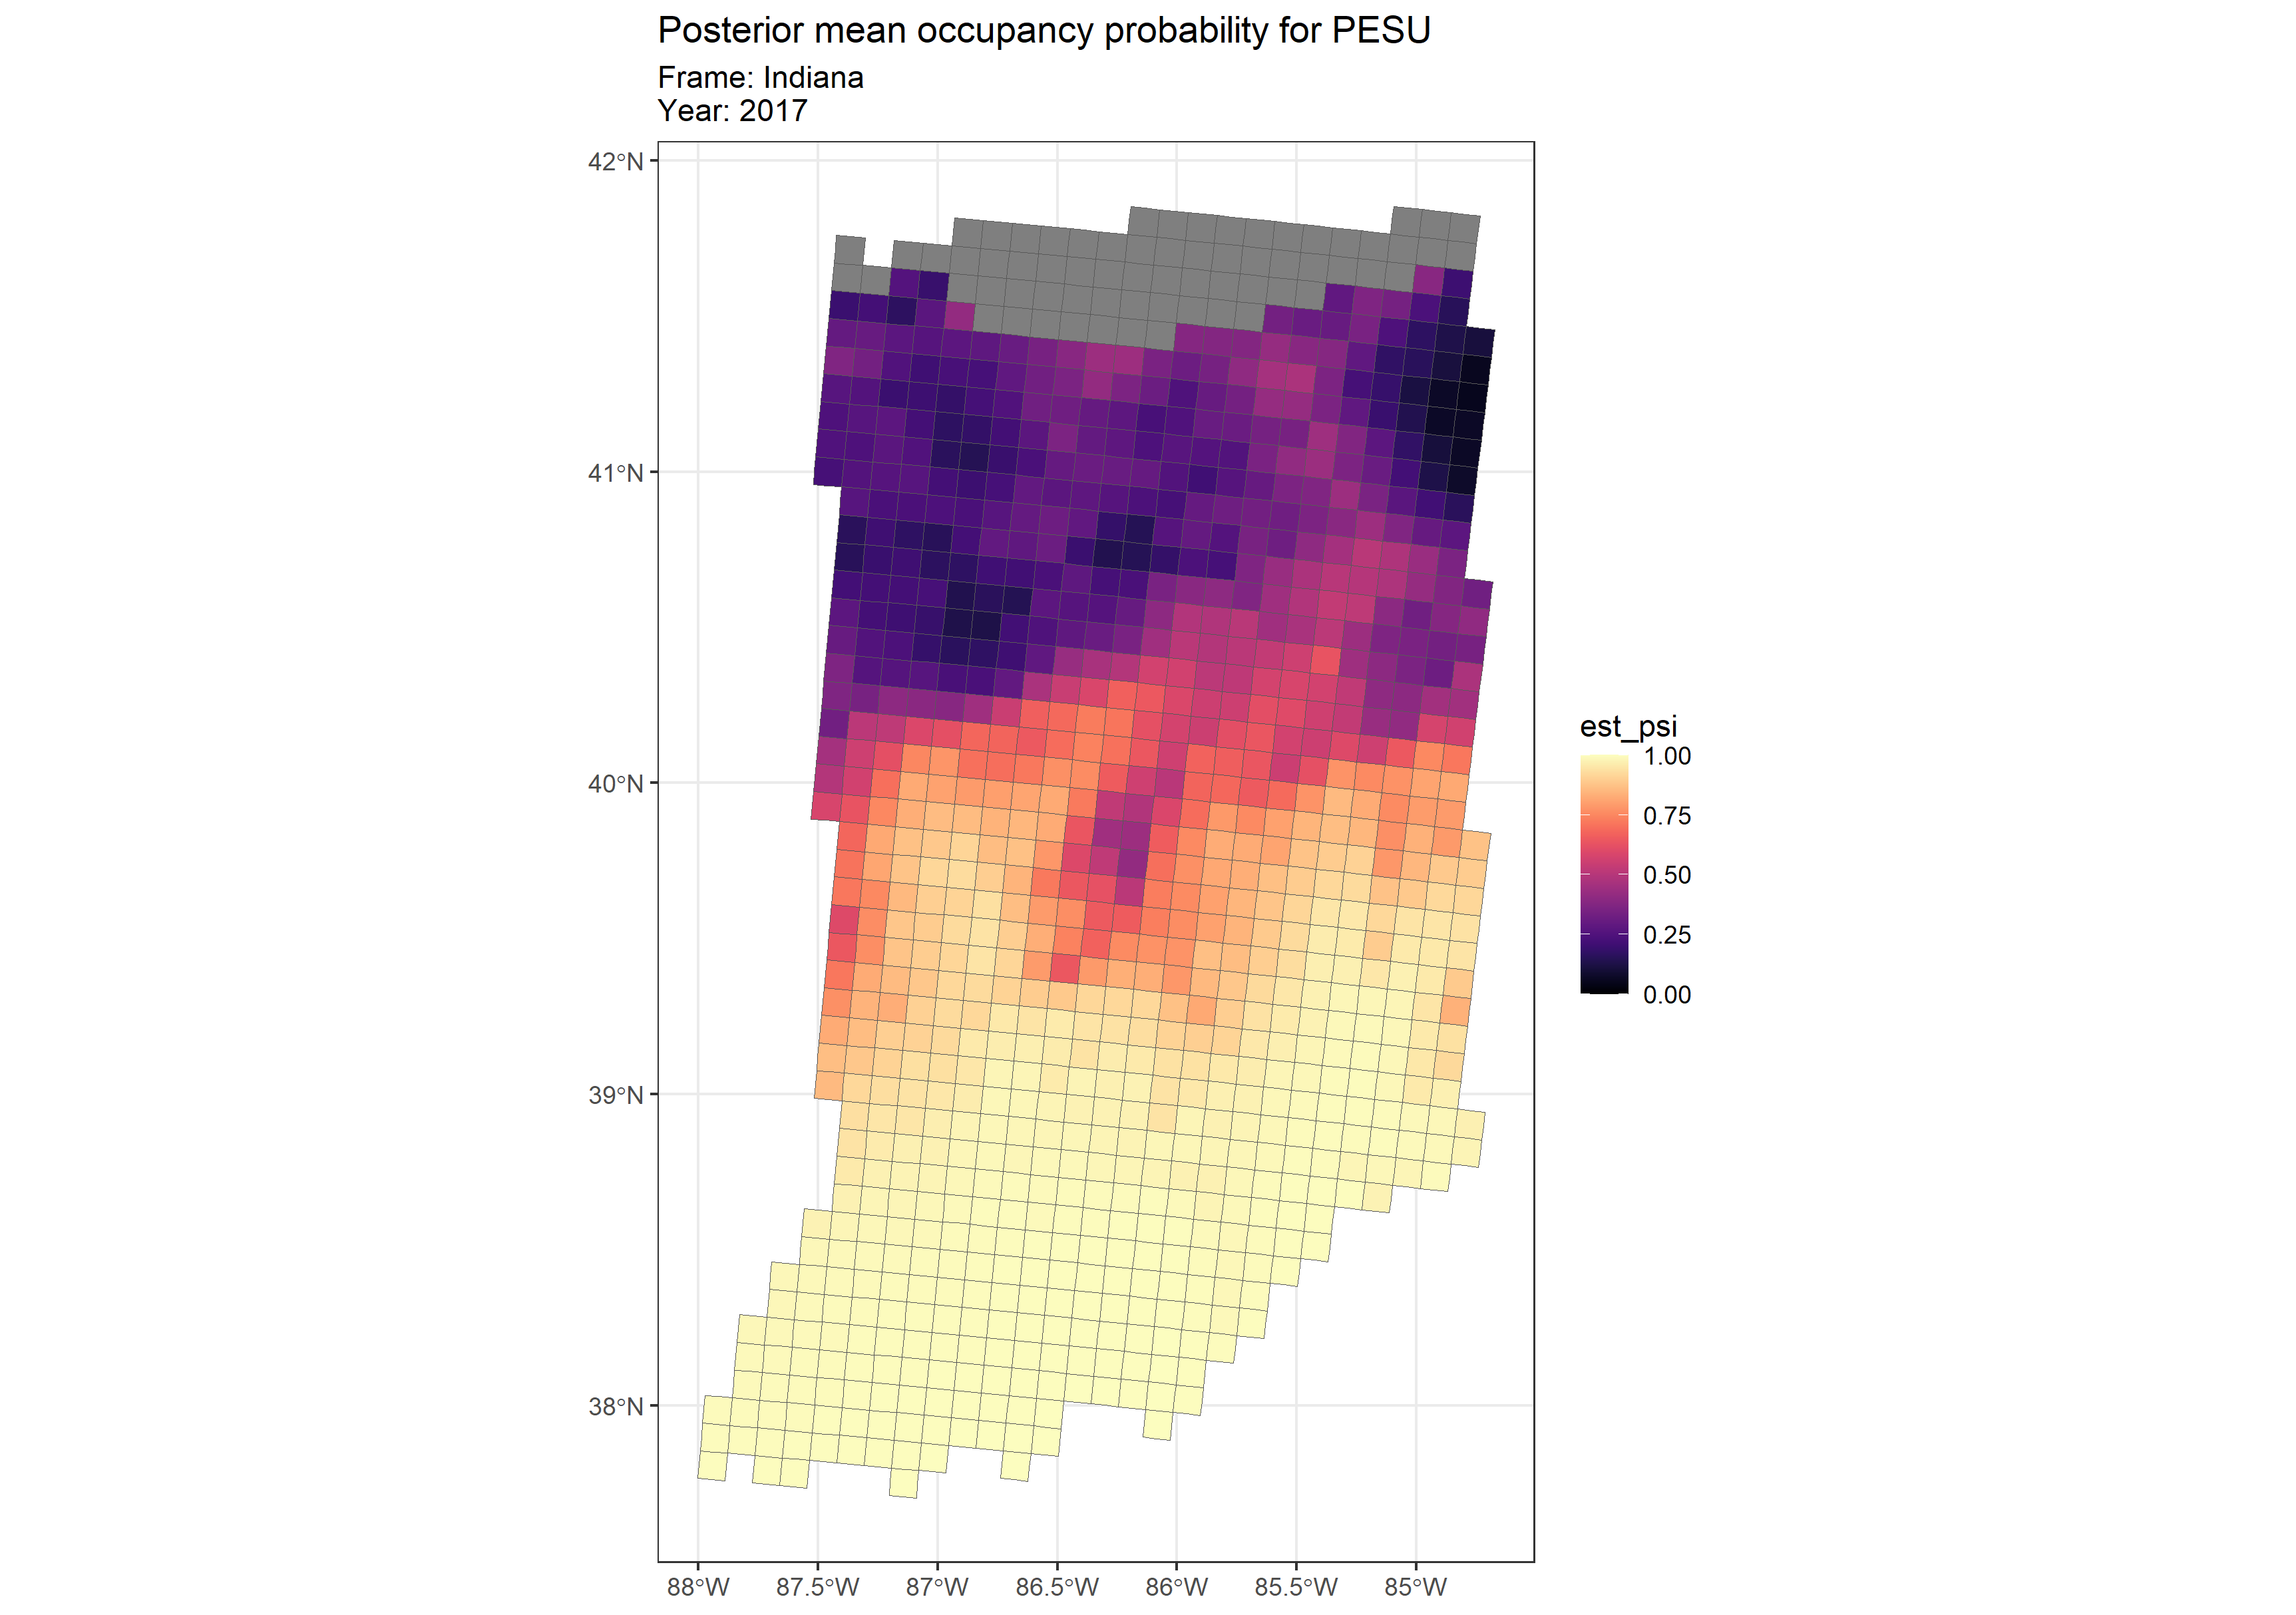 Posterior mean occupancy probability for PESU
Frame: Indiana
Year: 2017
42°N
41°N
40°N
39°N
38°N
88°W
87.5°W
87°W
86.5°W
86°W
85.5°W
85°W
est_psi
1.00
0.75
0.50
0.25
0.00